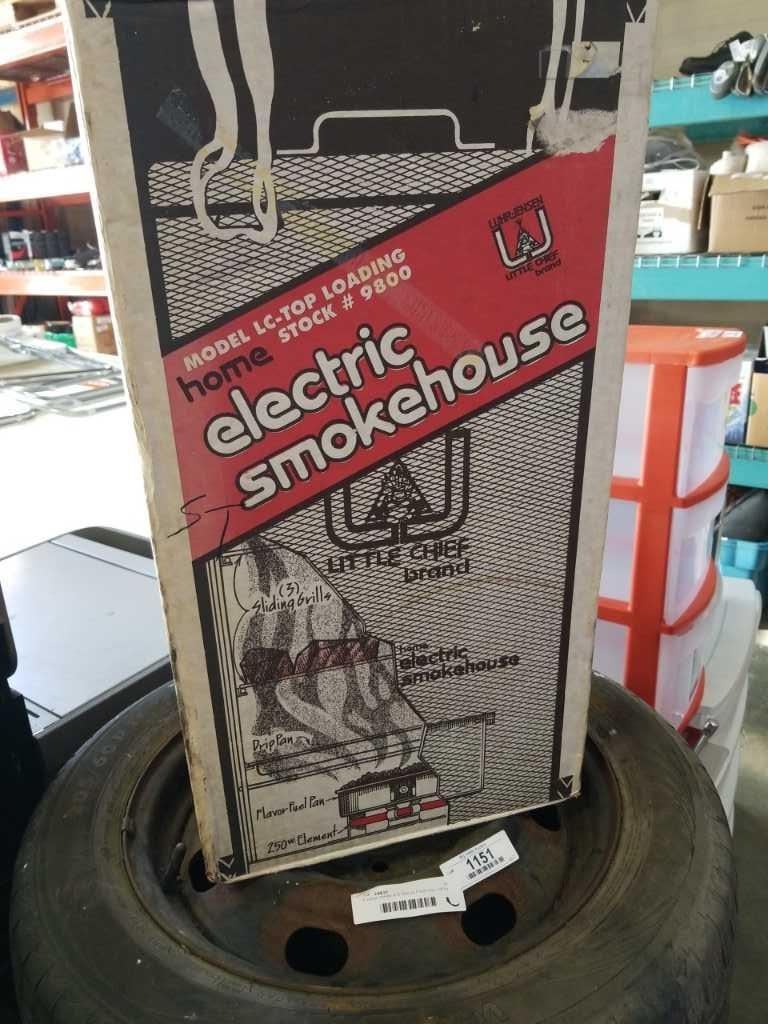 LUHR-JENSEN
LITTLE CHIEF
brand
MODEL LC-TOP LOADING
STOCK # 9800
home
electric
smokehouse
LITTLE CHIEF
brand
(3)
Sliding Grills
home
electric
smokehouse
Drip Pan
Flavor Fuel Pan
250w. Element
1151